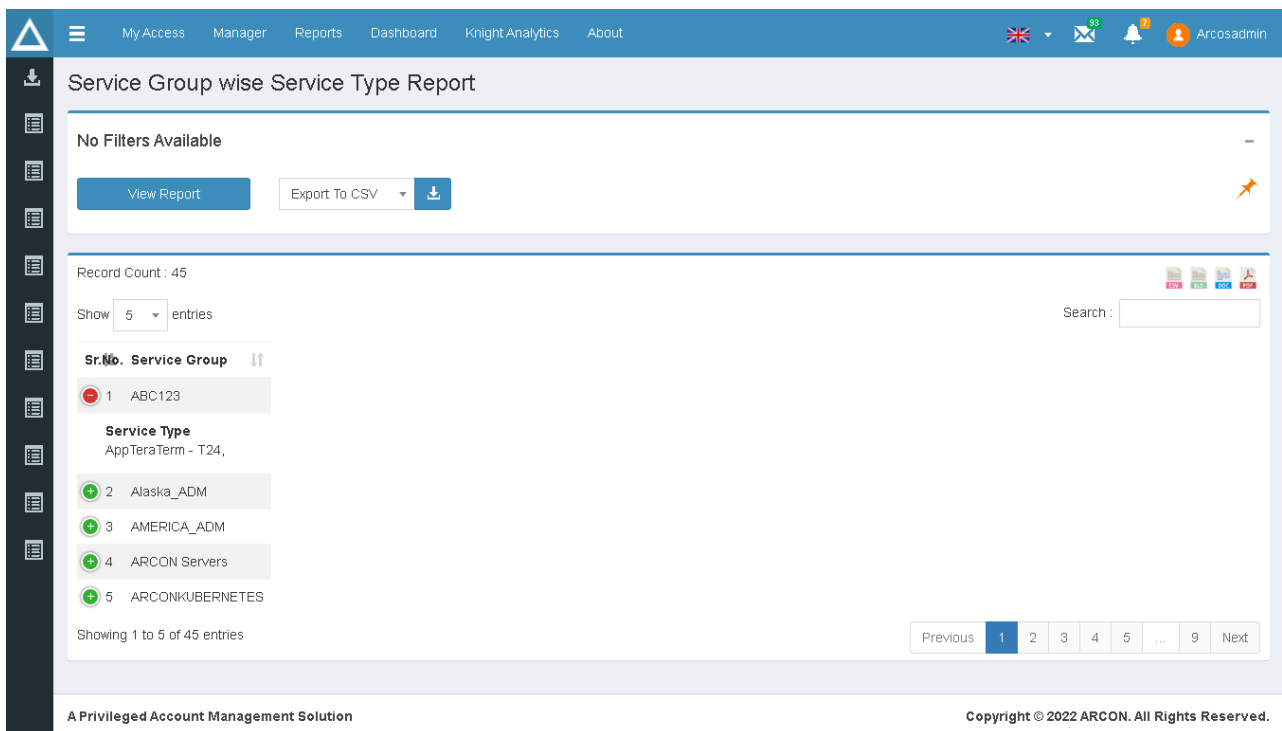 My Access Manager Reports Dashboard Knight Analytics About 93 7 Arcosadmin
Service Group wise Service Type Report
No Filters Available
View Report Export To CSV
Record Count : 45
CSV XLS DOC PDF
Show 5 entries Search :
Sr.No. Service Group
1 ABC123
Service Type
AppTeraTerm - T24,
2 Alaska_ADM
3 AMERICA_ADM
4 ARCON Servers
5 ARCONKUBERNETES
Showing 1 to 5 of 45 entries Previous 1 2 3 4 5 ... 9 Next
A Privileged Account Management Solution Copyright © 2022 ARCON. All Rights Reserved.